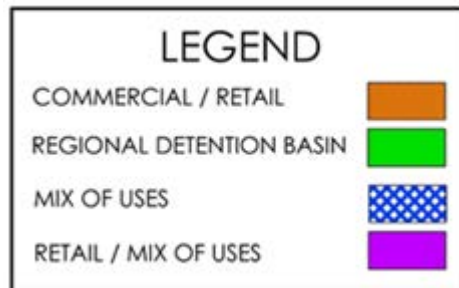 LEGEND
COMMERCIAL / RETAIL
REGIONAL DETENTION BASIN
MIX OF USES
RETAIL / MIX OF USES